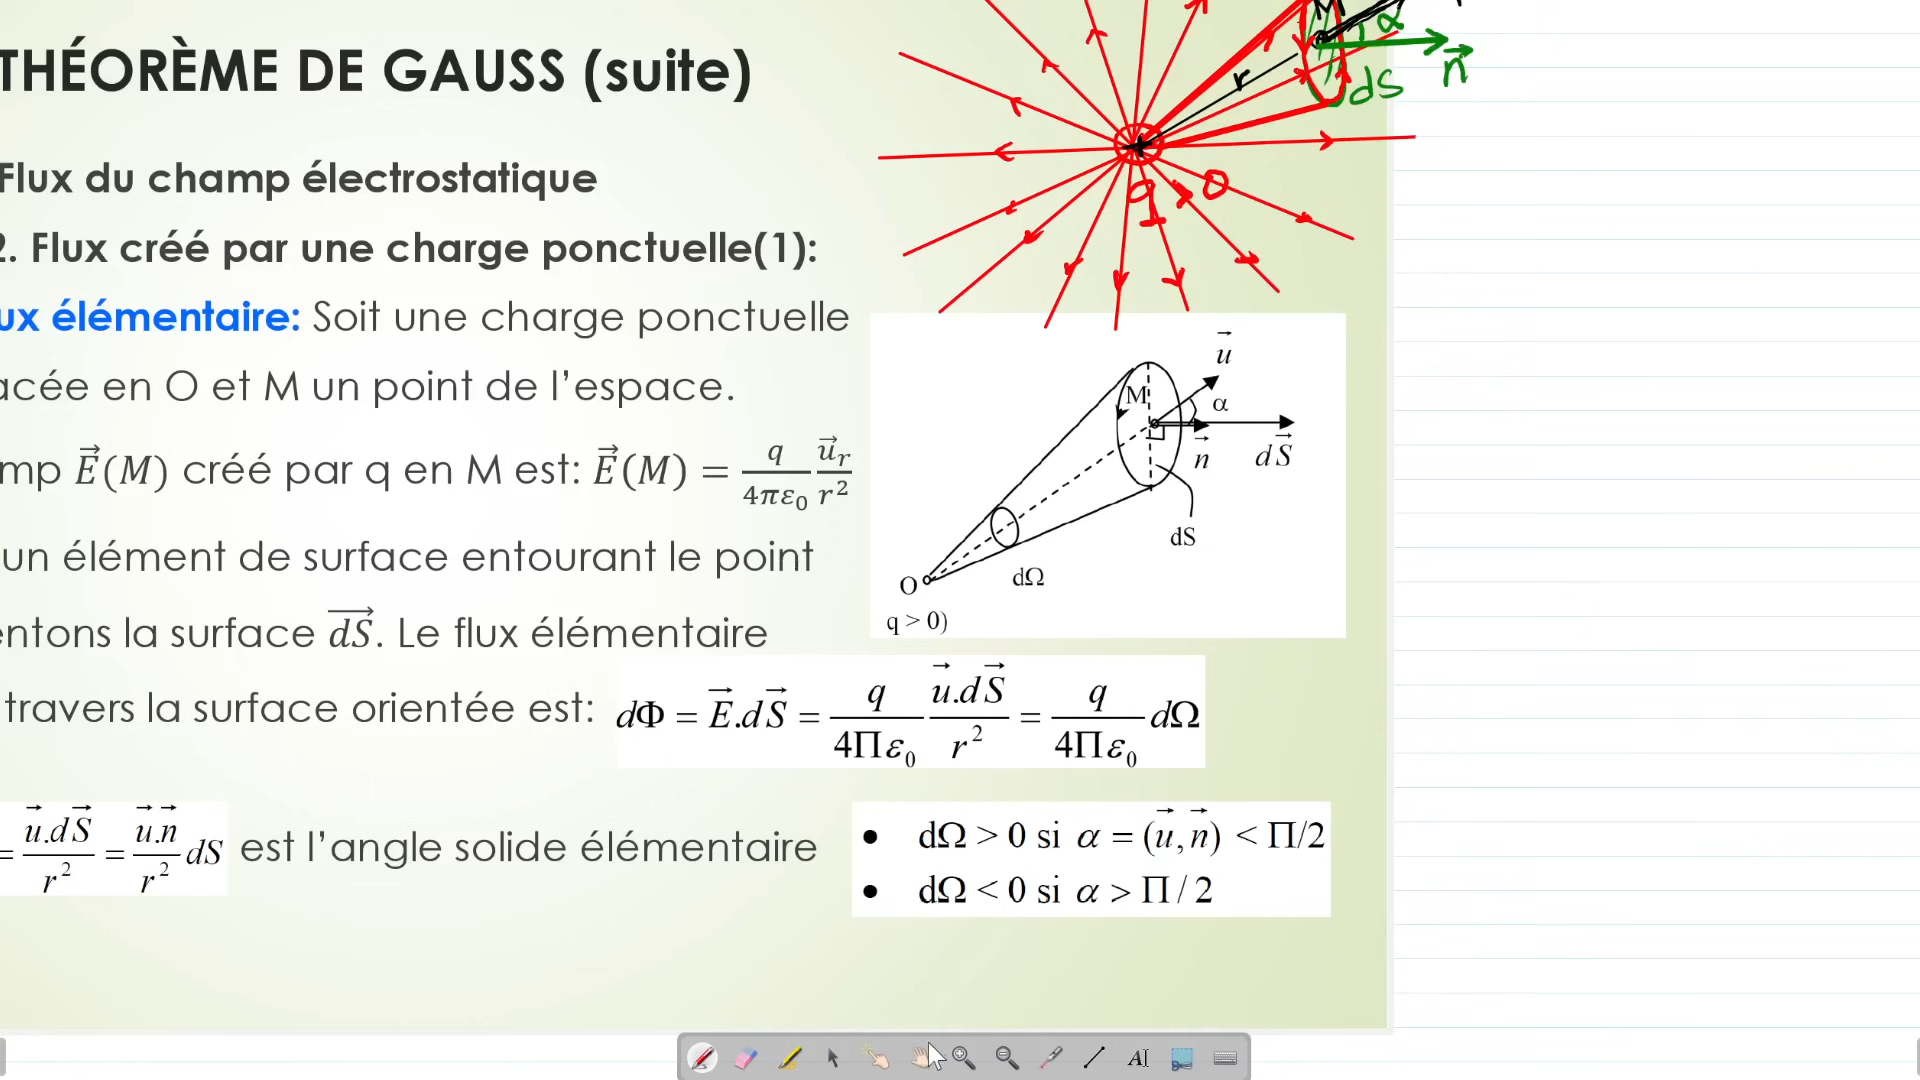 THÉORÈME DE GAUSS (suite)
Flux du champ électrostatique
2. Flux créé par une charge ponctuelle(1):
ux élémentaire: Soit une charge ponctuelle
acée en O et M un point de l'espace.
mp E⃗(M) créé par q en M est: E⃗(M) = q/(4πε₀) u⃗ᵣ/r²
un élément de surface entourant le point
entons la surface dS⃗. Le flux élémentaire
travers la surface orientée est: dΦ = E⃗.dS⃗ = q/(4Πε₀) u⃗.dS⃗/r² = q/(4Πε₀) dΩ
= u⃗.dS⃗/r² = u⃗.n⃗/r² dS est l'angle solide élémentaire
• dΩ > 0 si α = (u⃗,n⃗) < Π/2
• dΩ < 0 si α > Π/2
M
α
r
n⃗
dS
q > 0
u⃗
M
α
n⃗
dS⃗
dS
O
dΩ
q > 0)
AI